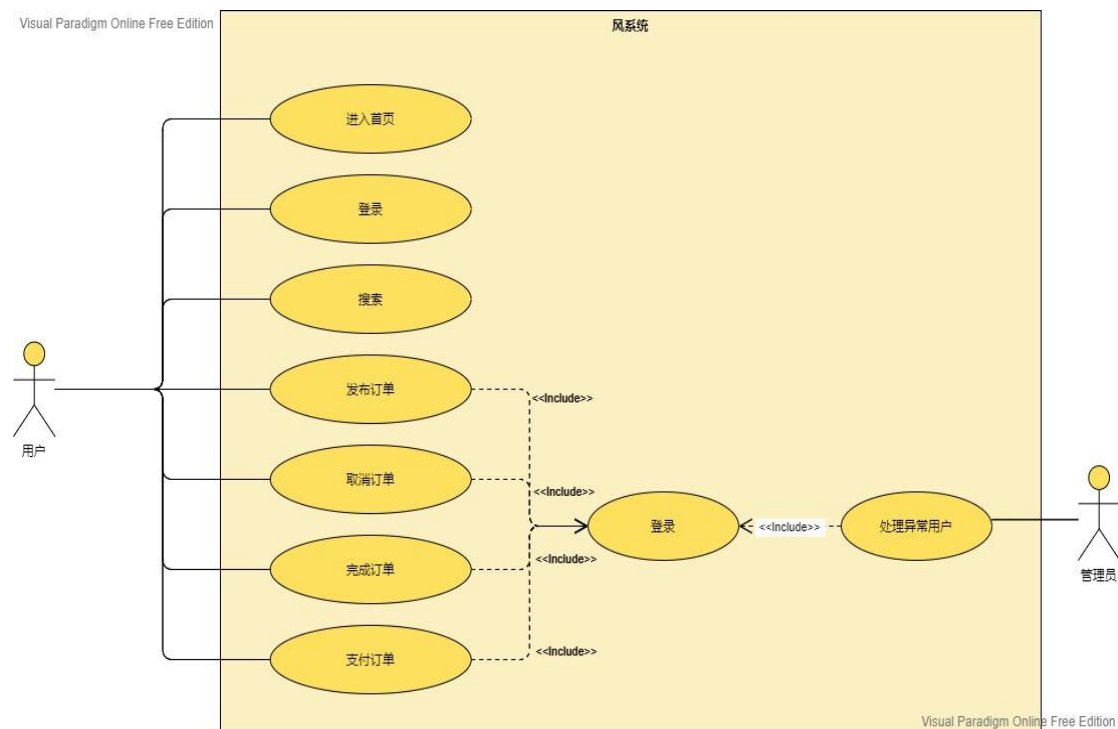 Visual Paradigm Online Free Edition
风系统
进入首页
登录
搜索
发布订单
<<Include>>
用户
取消订单
<<Include>>
登录
<<Include>>
处理异常用户
完成订单
<<Include>>
管理员
支付订单
<<Include>>
Visual Paradigm Online Free Edition